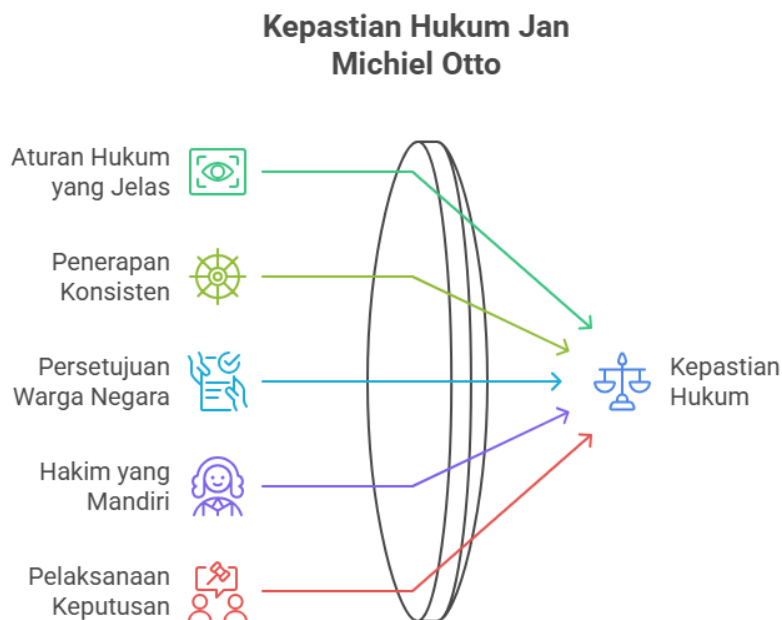 Kepastian Hukum Jan
Michiel Otto
Aturan Hukum
yang Jelas
Penerapan
Konsisten
Persetujuan
Warga Negara
Hakim yang
Mandiri
Pelaksanaan
Keputusan
Kepastian
Hukum